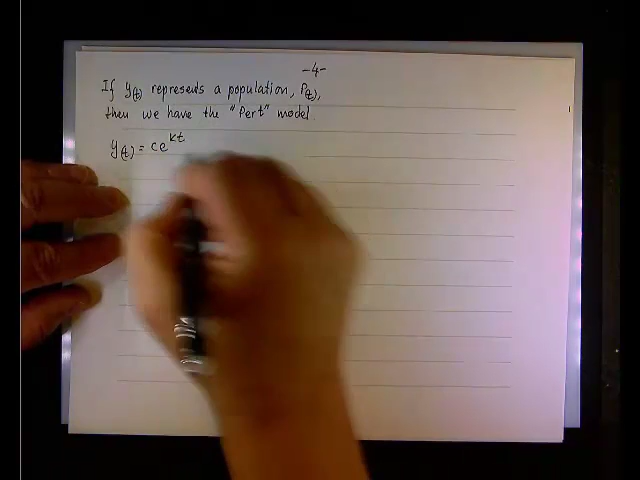 -4-
If y(t) represents a population, P(t),
then we have the "Pert" model.
y(t) = ce^kt